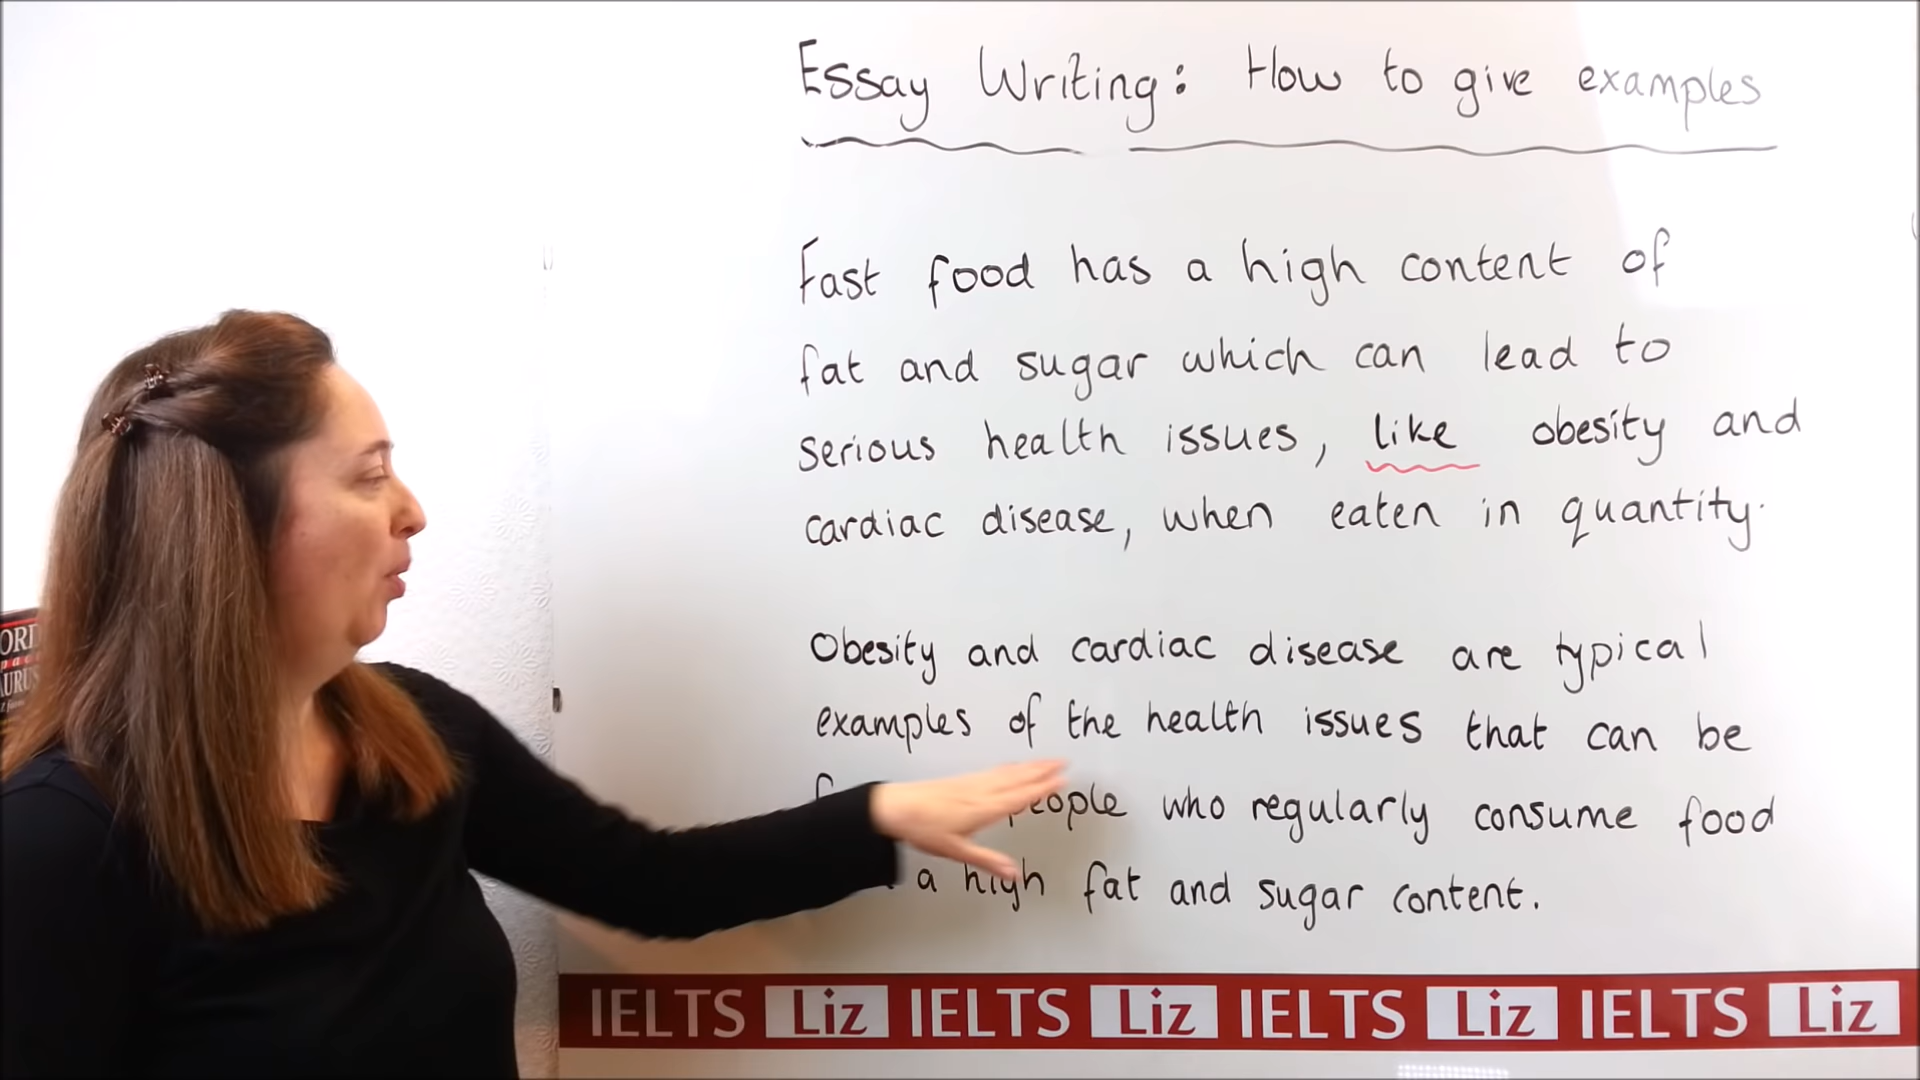 Essay Writing: How to give examples
Fast food has a high content of
fat and sugar which can lead to
serious health issues, like obesity and
cardiac disease, when eaten in quantity.
Obesity and cardiac disease are typical
examples of the health issues that can be
people who regularly consume food
a high fat and sugar content.
IELTS Liz IELTS Liz IELTS Liz IELTS Liz